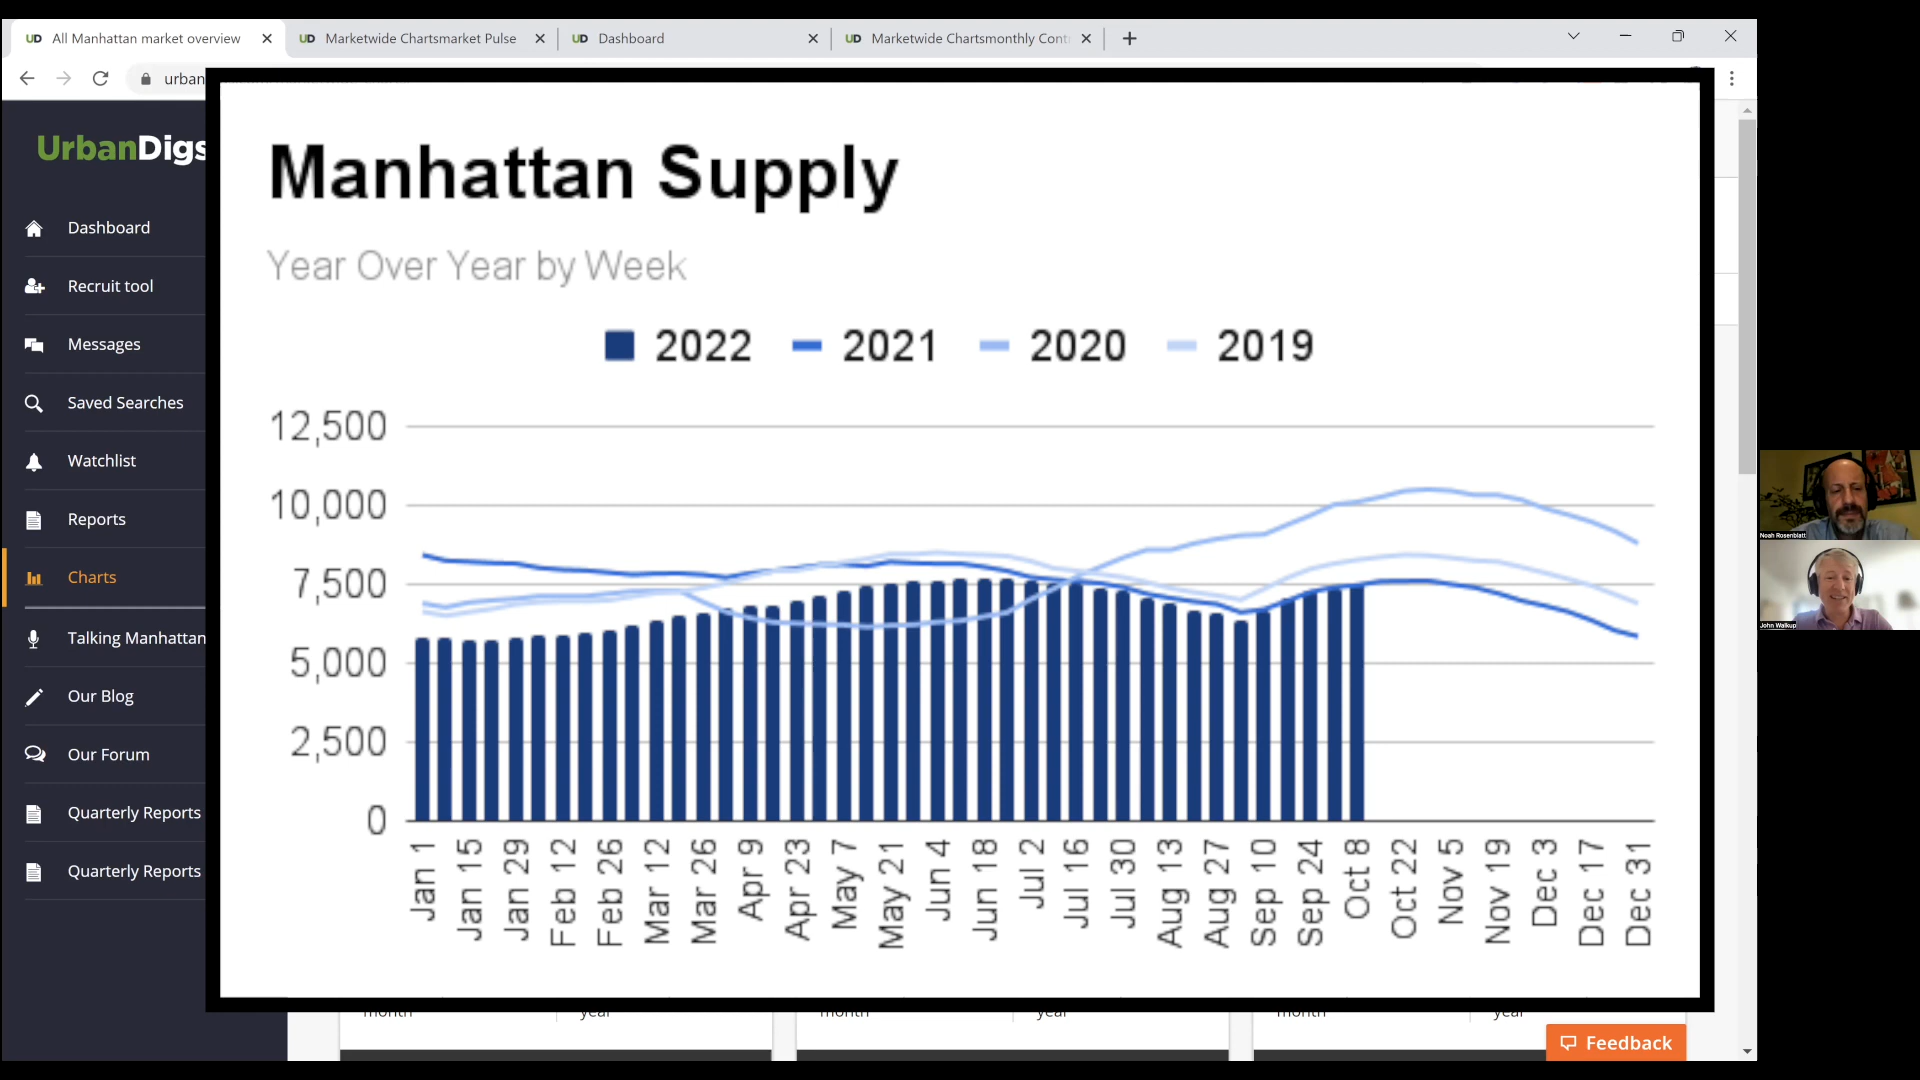 UD All Manhattan market overview
UD Marketwide Chartsmarket Pulse
UD Dashboard
UD Marketwide Chartsmonthly Cont
urban
UrbanDigs
Dashboard
Recruit tool
Messages
Saved Searches
Watchlist
Reports
Charts
Talking Manhattan
Our Blog
Our Forum
Quarterly Reports
Quarterly Reports
Manhattan Supply
Year Over Year by Week
2022 2021 2020 2019
12,500
10,000
7,500
5,000
2,500
0
Jan 1 Jan 15 Jan 29 Feb 12 Feb 26 Mar 12 Mar 26 Apr 9 Apr 23 May 7 May 21 Jun 4 Jun 18 Jul 2 Jul 16 Jul 30 Aug 13 Aug 27 Sep 10 Sep 24 Oct 8 Oct 22 Nov 5 Nov 19 Dec 3 Dec 17 Dec 31
month year month year month year
Feedback
Noah Rosenblatt
John Walkup